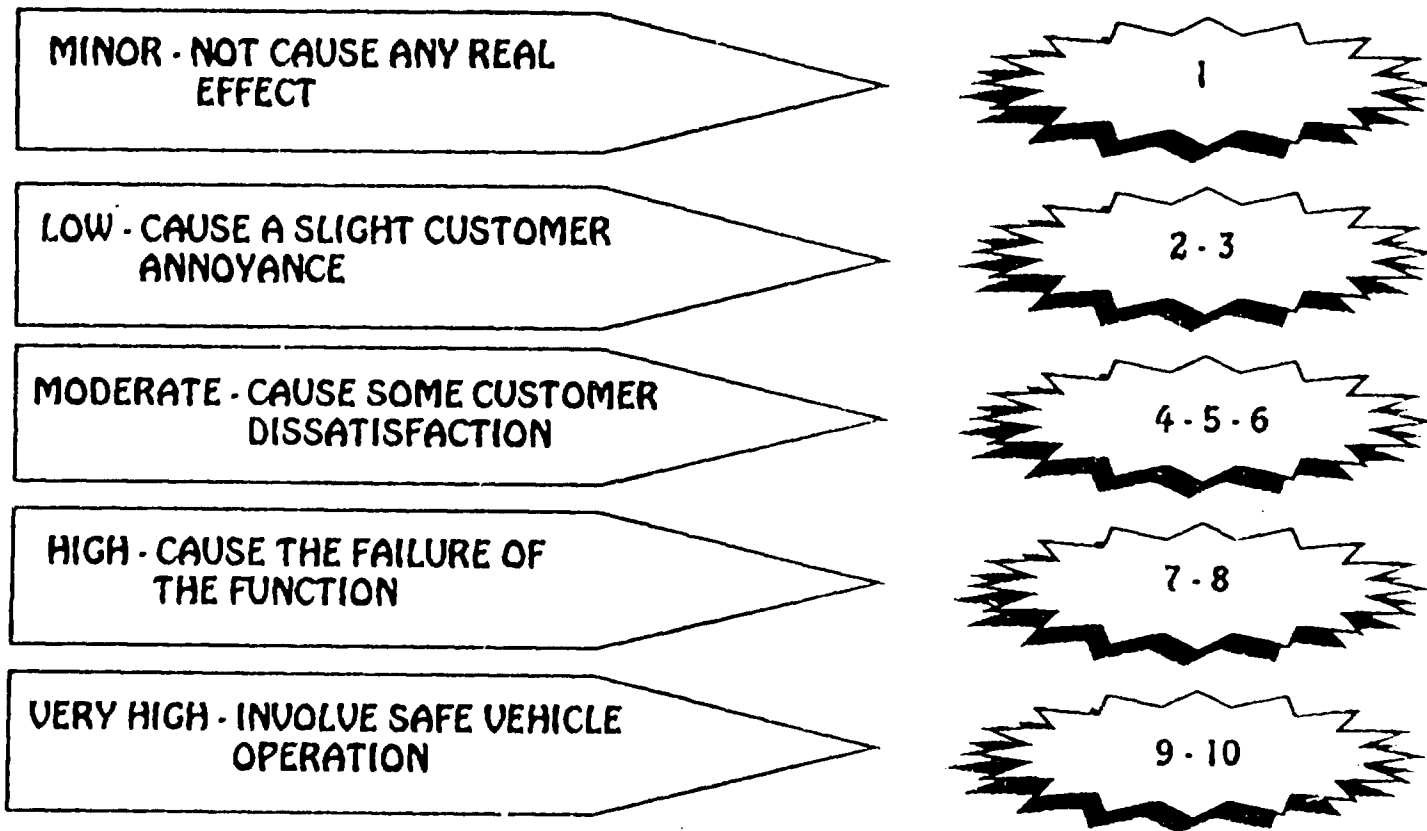 MINOR - NOT CAUSE ANY REAL
EFFECT
1
LOW - CAUSE A SLIGHT CUSTOMER
ANNOYANCE
2 - 3
MODERATE - CAUSE SOME CUSTOMER
DISSATISFACTION
4 - 5 - 6
HIGH - CAUSE THE FAILURE OF
THE FUNCTION
7 - 8
VERY HIGH - INVOLVE SAFE VEHICLE
OPERATION
9 - 10